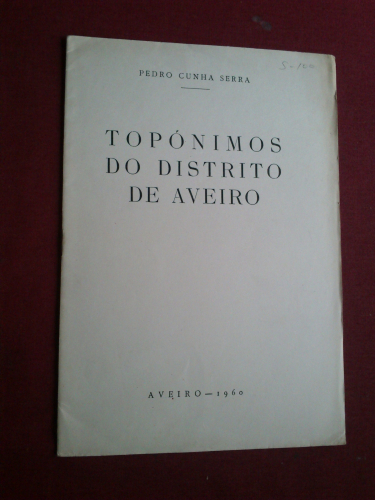 PEDRO CUNHA SERRA
TOPÓNIMOS
DO DISTRITO
DE AVEIRO
AVEIRO — 1960